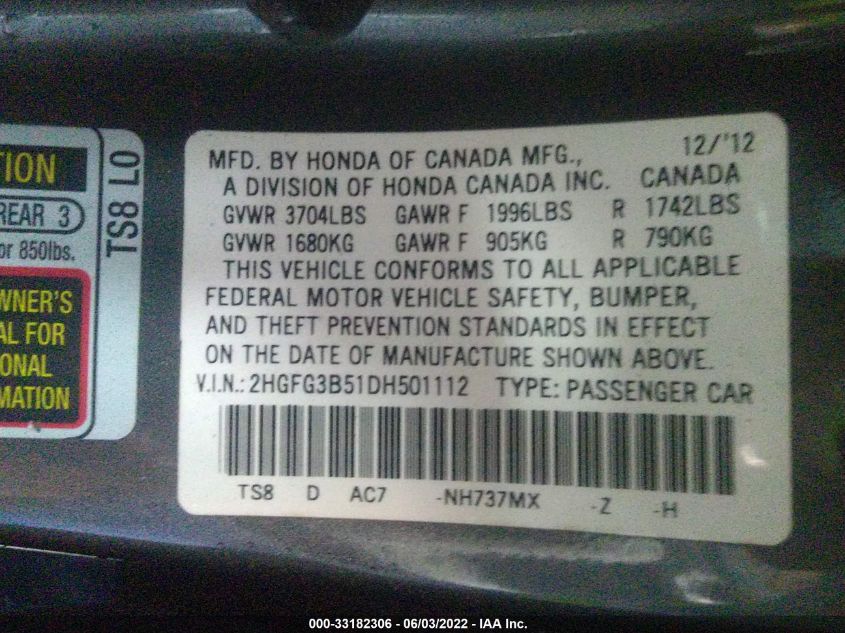 TION
REAR 3
or 850lbs.
WNER'S
AL FOR
ONAL
MATION
TS8 L0
12/'12
MFD. BY HONDA OF CANADA MFG.,
A DIVISION OF HONDA CANADA INC. CANADA
GVWR 3704LBS GAWR F 1996LBS R 1742LBS
GVWR 1680KG GAWR F 905KG R 790KG
THIS VEHICLE CONFORMS TO ALL APPLICABLE
FEDERAL MOTOR VEHICLE SAFETY, BUMPER,
AND THEFT PREVENTION STANDARDS IN EFFECT
ON THE DATE OF MANUFACTURE SHOWN ABOVE.
V.I.N.: 2HGFG3B51DH501112 TYPE: PASSENGER CAR
TS8 D AC7 -NH737MX -Z -H
000-33182306 - 06/03/2022 - IAA Inc.